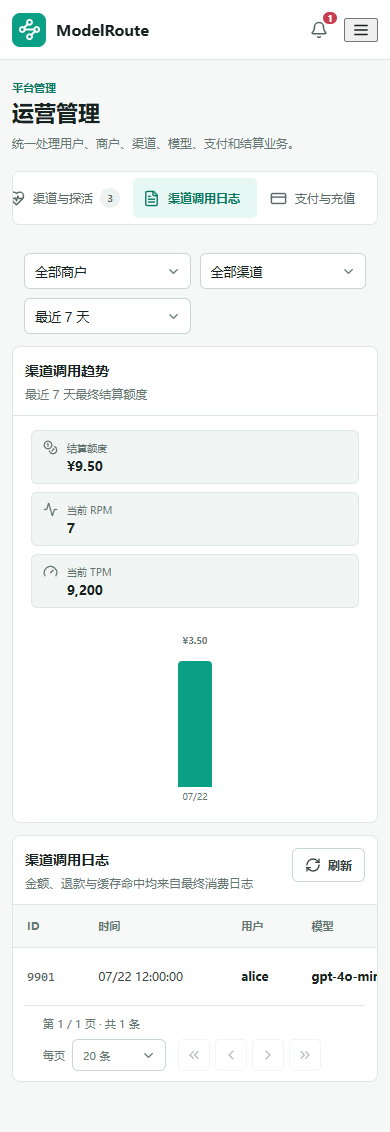 ModelRoute
1
平台管理
运营管理
统一处理用户、商户、渠道、模型、支付和结算业务。
渠道与探活 3 渠道调用日志 支付与充值
全部商户 全部渠道
最近 7 天
渠道调用趋势
最近 7 天最终结算额度
结算额度
¥9.50
当前 RPM
7
当前 TPM
9,200
¥3.50
07/22
渠道调用日志
金额、退款与缓存命中均来自最终消费日志
刷新
ID 时间 用户 模型
9901 07/22 12:00:00 alice gpt-4o-mi
第 1 / 1 页 · 共 1 条
每页 20 条